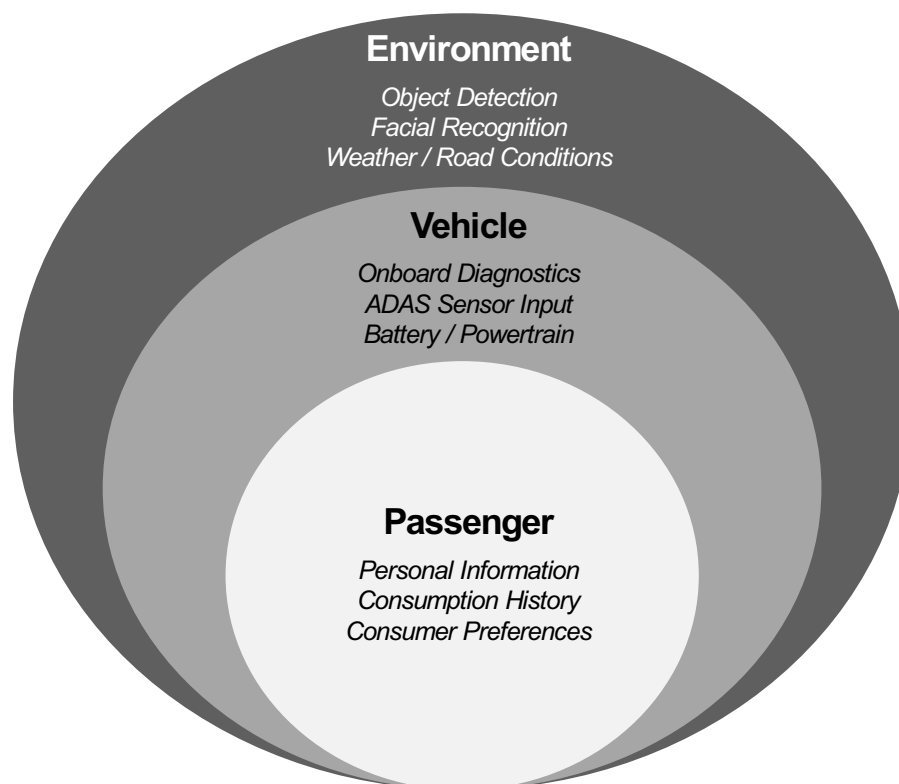 Environment
Object Detection
Facial Recognition
Weather / Road Conditions
Vehicle
Onboard Diagnostics
ADAS Sensor Input
Battery / Powertrain
Passenger
Personal Information
Consumption History
Consumer Preferences